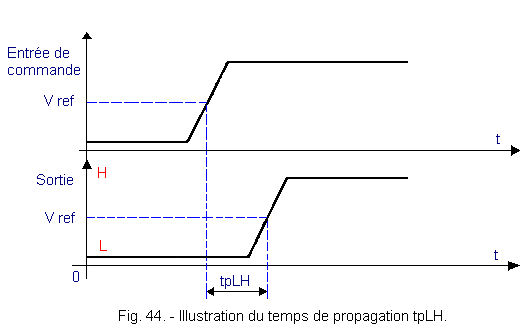 Entrée de
commande
V ref
t
H
Sortie
V ref
L
t
0
tpLH
Fig. 44. - Illustration du temps de propagation tpLH.